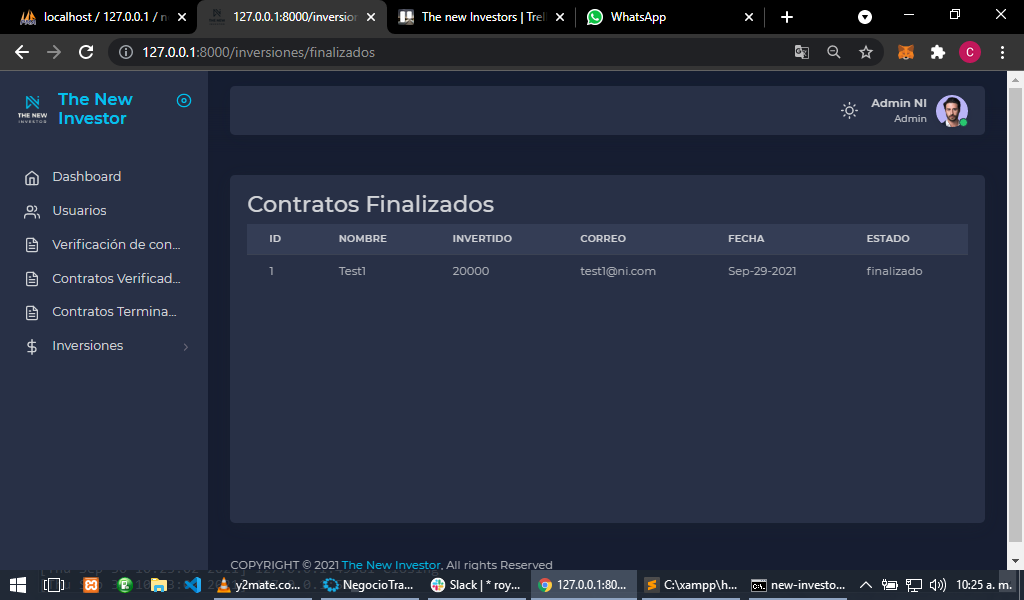 localhost / 127.0.0.1 / n
127.0.0.1:8000/inversion
The new Investors | Trel
WhatsApp
127.0.0.1:8000/inversiones/finalizados
C
THE NEW
INVESTOR
The New
Investor
Admin NI
Admin
Dashboard
Usuarios
Verificación de con...
Contratos Verificad...
Contratos Termina...
Inversiones
Contratos Finalizados
ID NOMBRE INVERTIDO CORREO FECHA ESTADO
1 Test1 20000 test1@ni.com Sep-29-2021 finalizado
COPYRIGHT © 2021 The New Investor, All rights Reserved
y2mate.co...
NegocioTra...
Slack | * roy...
127.0.0.1:80...
C:\xampp\h...
new-investo...
10:25 a. m.